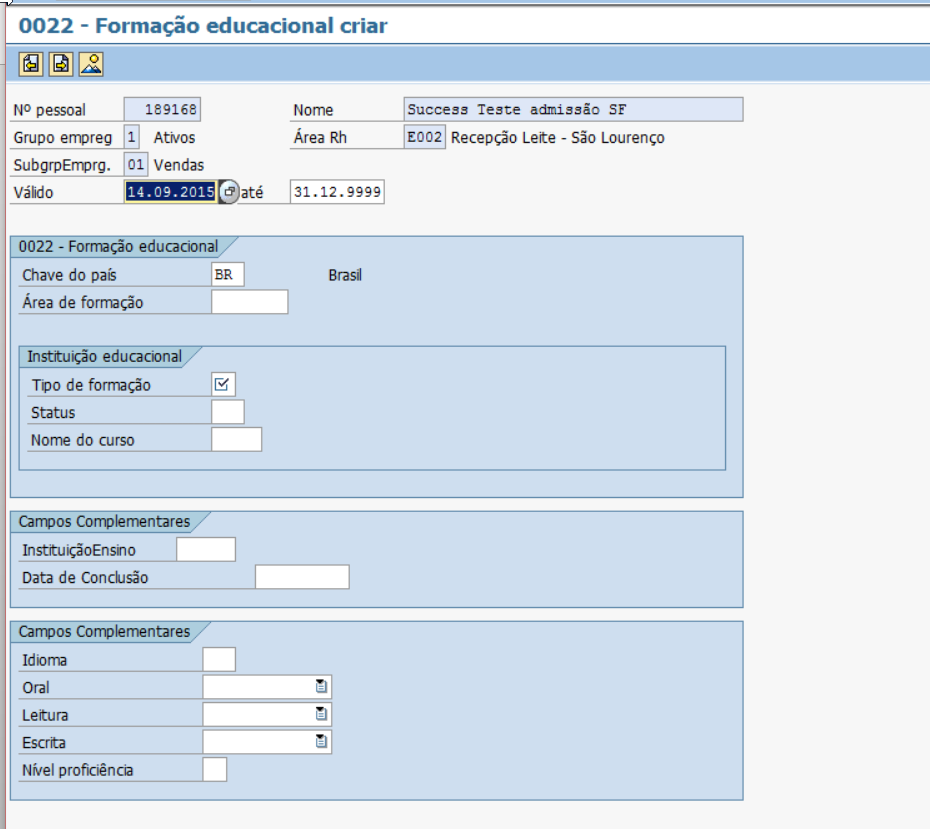 0022 - Formação educacional criar
Nº pessoal 189168 Nome Success Teste admissão SF
Grupo empreg 1 Ativos Área Rh E002 Recepção Leite - São Lourenço
SubgrpEmprg. 01 Vendas
Válido 14.09.2015 até 31.12.9999
0022 - Formação educacional
Chave do país BR Brasil
Área de formação
Instituição educacional
Tipo de formação
Status
Nome do curso
Campos Complementares
InstituiçãoEnsino
Data de Conclusão
Campos Complementares
Idioma
Oral
Leitura
Escrita
Nível proficiência